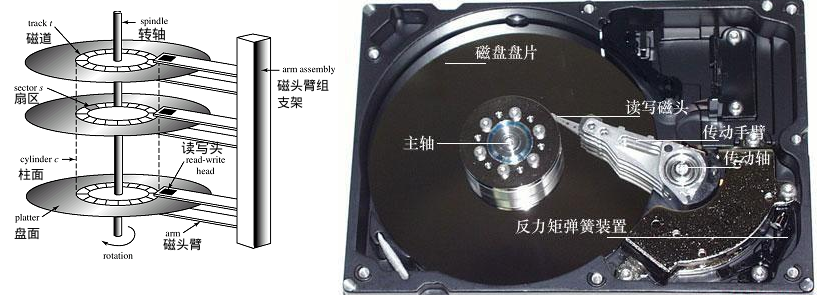 track t
磁道
spindle
转轴
arm assembly
磁头臂组
支架
sector s
扇区
读写头
read-write
head
cylinder c
柱面
platter
盘面
arm
磁头臂
rotation
磁盘盘片
读写磁头
主轴
传动手臂
传动轴
反力矩弹簧装置